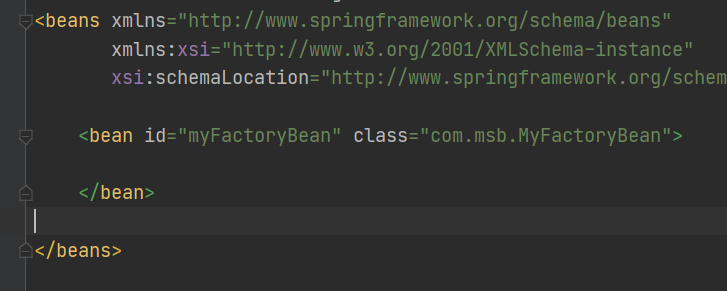 <beans xmlns="http://www.springframework.org/schema/beans"
xmlns:xsi="http://www.w3.org/2001/XMLSchema-instance"
xsi:schemaLocation="http://www.springframework.org/schem
<bean id="myFactoryBean" class="com.msb.MyFactoryBean">
</bean>
</beans>